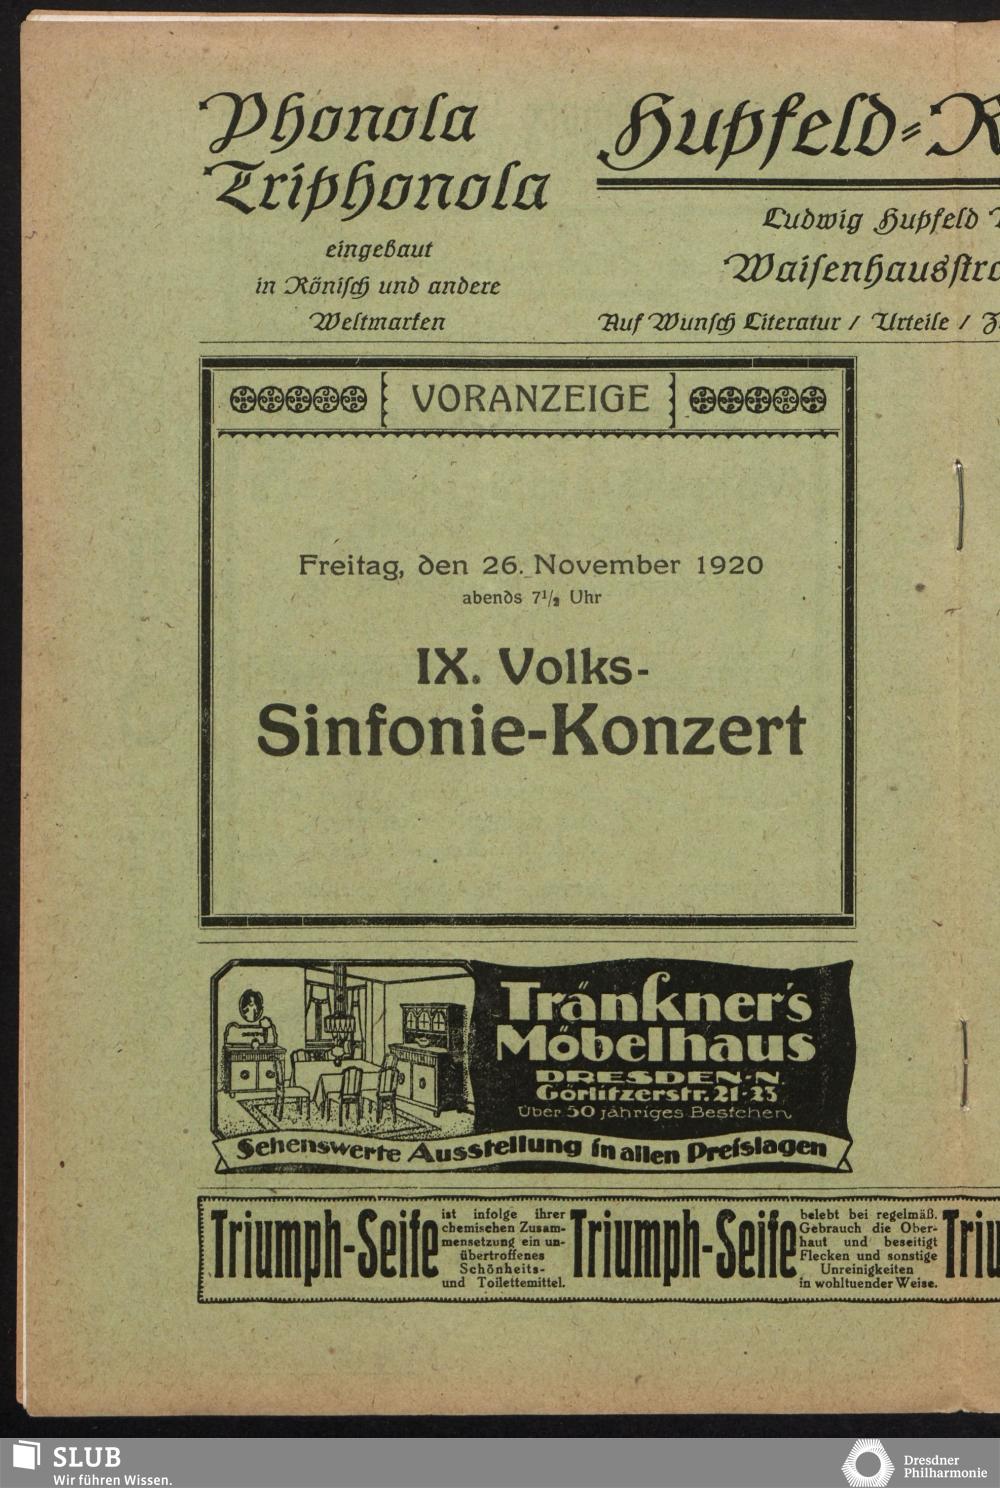 Phonola
Triphonola
eingebaut
in Rönisch und andere
Weltmarken
Hupfeld-
Ludwig Hupfeld
Auf Wunsch Literatur / Urteile /
VORANZEIGE
Freitag, den 26. November 1920
abends 7½ Uhr
IX. Volks-
Sinfonie-Konzert
Tränkner's
Möbelhaus
DRESDEN-N.
Görlitzerstr. 21-23
Über 50 jähriges Bestehen
Sehenswerte Ausstellung in allen Preislagen
Triumph-Seife
ist infolge ihrer
chemischen Zusam-
mensetzung ein un-
übertroffenes
Schönheits-
und Toilettemittel.
Triumph-Seife
belebt bei regelmäß.
Gebrauch die Ober-
haut und beseitigt
Flecken und sonstige
Unreinigkeiten
in wohltuender Weise.
SLUB
Wir führen Wissen.
Dresdner
Philharmonie